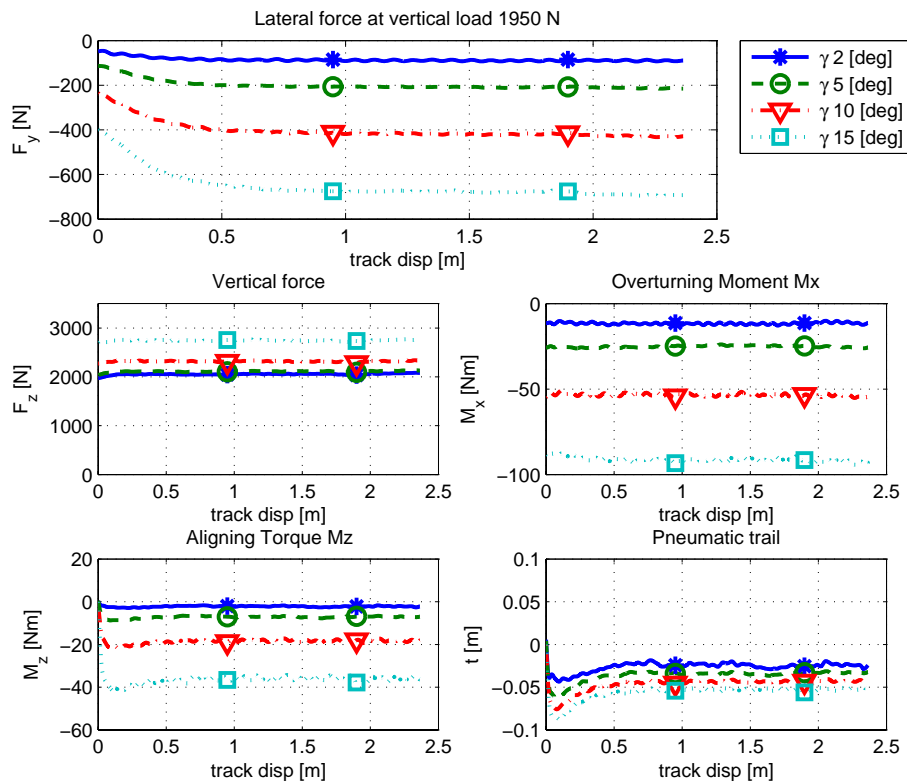 Lateral force at vertical load 1950 N
0
−200
−400
−600
−800
F_y [N]
0 0.5 1 1.5 2 2.5
track disp [m]
γ 2 [deg]
γ 5 [deg]
γ 10 [deg]
γ 15 [deg]
Vertical force
3000
2000
1000
0
F_z [N]
0 0.5 1 1.5 2 2.5
track disp [m]
Overturning Moment Mx
0
−50
−100
M_x [Nm]
0 0.5 1 1.5 2 2.5
track disp [m]
Aligning Torque Mz
20
0
−20
−40
−60
M_z [Nm]
0 0.5 1 1.5 2 2.5
track disp [m]
Pneumatic trail
0.1
0.05
0
−0.05
−0.1
t [m]
0 0.5 1 1.5 2 2.5
track disp [m]